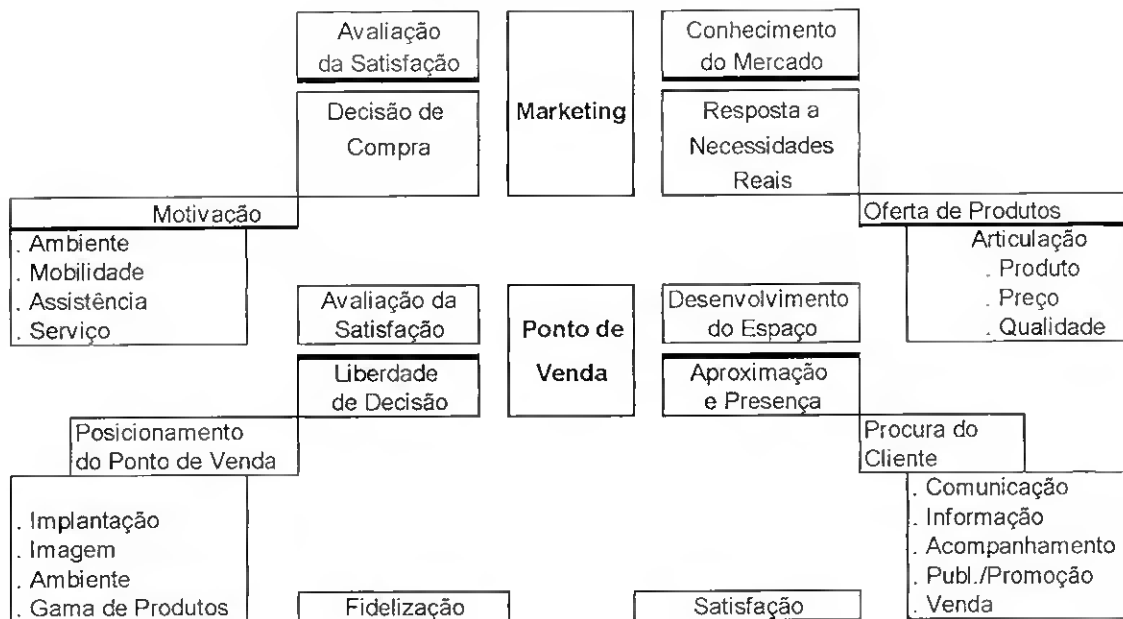 Avaliação
da Satisfação
Marketing
Conhecimento
do Mercado
Decisão de
Compra
Resposta a
Necessidades
Reais
Motivação
. Ambiente
. Mobilidade
. Assistência
. Serviço
Oferta de Produtos
Articulação
. Produto
. Preço
. Qualidade
Avaliação da
Satisfação
Ponto de
Venda
Desenvolvimento
do Espaço
Liberdade
de Decisão
Aproximação
e Presença
Posicionamento
do Ponto de Venda
Procura do
Cliente
. Implantação
. Imagem
. Ambiente
. Gama de Produtos
. Comunicação
. Informação
. Acompanhamento
. Publ./Promoção
. Venda
Fidelização
Satisfação